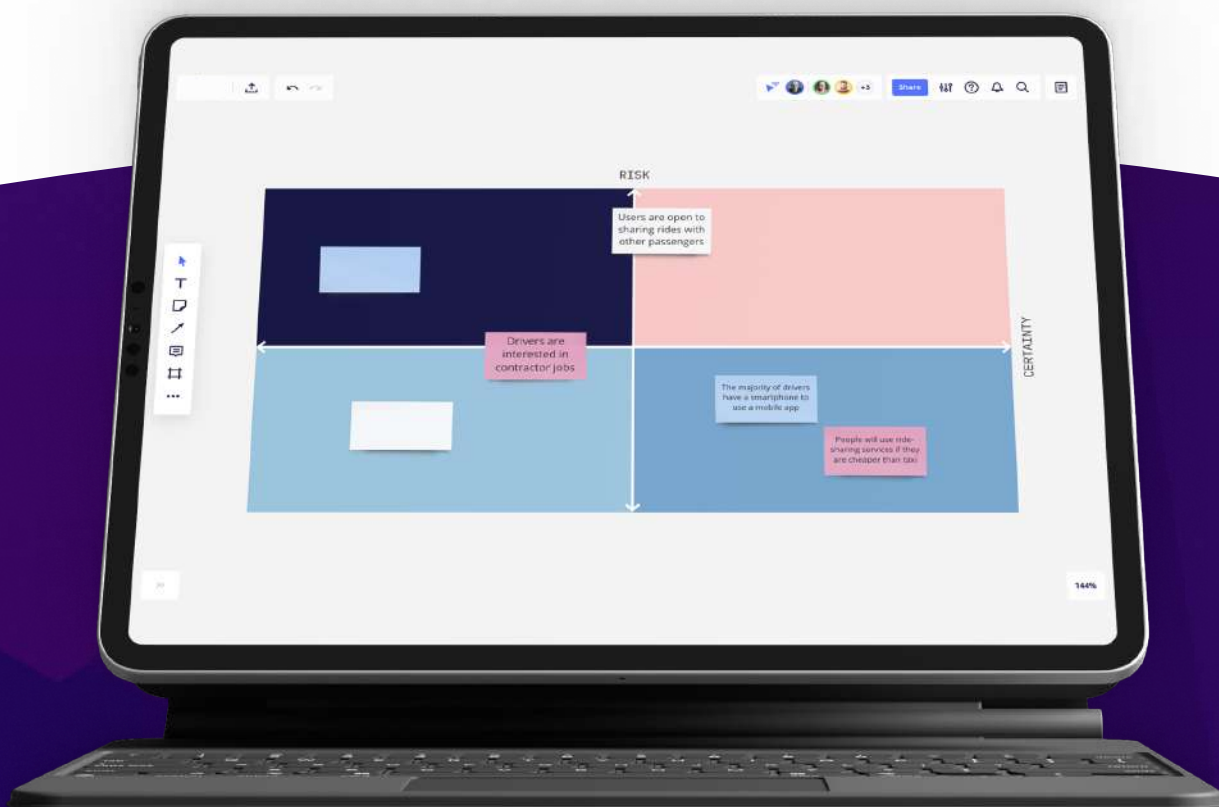 +3
Share
RISK
Users are open to
sharing rides with
other passengers
Drivers are
interested in
contractor jobs
CERTAINTY
The majority of drivers
have a smartphone to
use a mobile app
People will use ride-
sharing services if they
are cheaper than taxi
144%